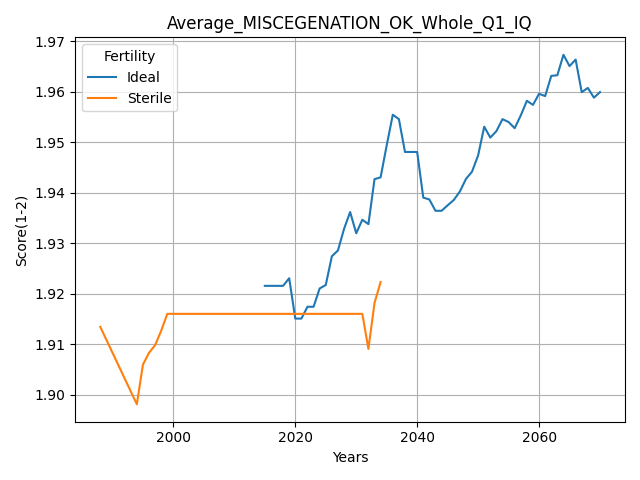 Average_MISCEGENATION_OK_Whole_Q1_IQ
Fertility
Ideal
Sterile
Score(1-2)
1.97
1.96
1.95
1.94
1.93
1.92
1.91
1.90
2000
2020
2040
2060
Years